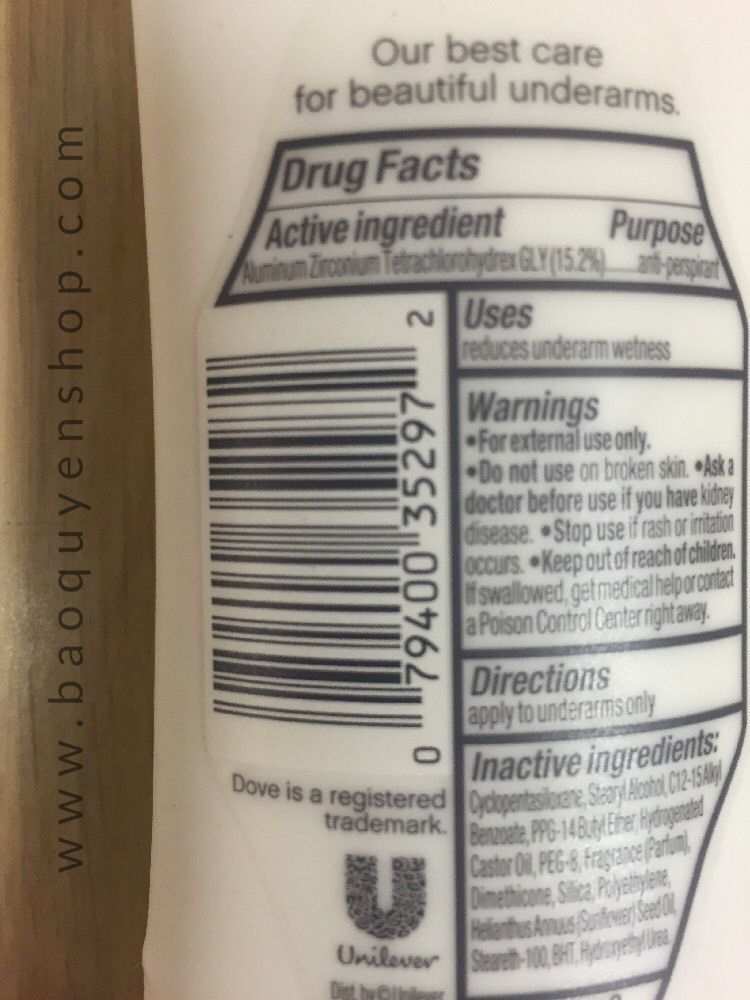 Our best care
for beautiful underarms.
Drug Facts
Active ingredient Purpose
Aluminum Zirconium Tetrachlorohydrex GLY (15.2%)......anti-perspirant
Uses
reduces underarm wetness
Warnings
•For external use only.
•Do not use on broken skin. •Ask a
doctor before use if you have kidney
disease. •Stop use if rash or irritation
occurs. •Keep out of reach of children.
If swallowed, get medical help or contact
a Poison Control Center right away.
Directions
apply to underarms only
Inactive ingredients:
Cyclopentasiloxane, Stearyl Alcohol, C12-15 Alkyl
Benzoate, PPG-14 Butyl Ether, Hydrogenated
Castor Oil, PEG-8, Fragrance (Parfum),
Dimethicone, Silica, Polyethylene,
Helianthus Annuus (Sunflower) Seed Oil,
Steareth-100, BHT, Hydroxyethyl Urea.
0 79400 35297 2
Dove is a registered
trademark.
Unilever
Dist. by © Unilever
www.baoquyenshop.com